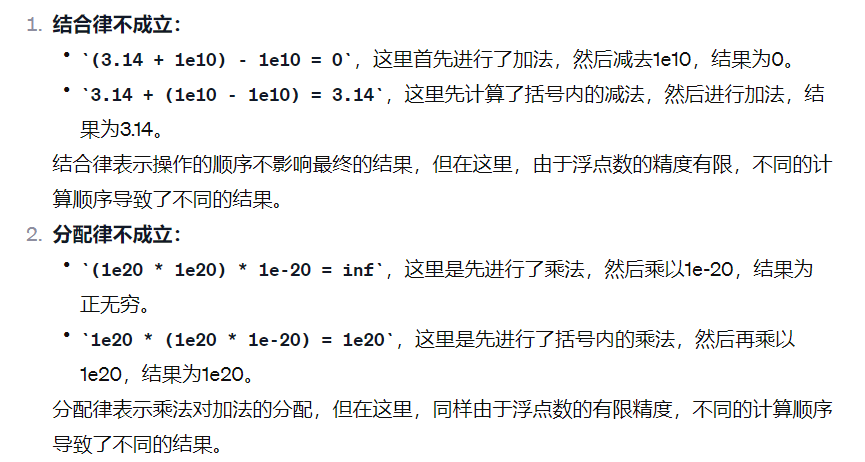 1. 结合律不成立：
• `(3.14 + 1e10) - 1e10 = 0`，这里首先进行了加法，然后减去1e10，结果为0。
• `3.14 + (1e10 - 1e10) = 3.14`，这里先计算了括号内的减法，然后进行加法，结
果为3.14。
结合律表示操作的顺序不影响最终的结果，但在这里，由于浮点数的精度有限，不同的计
算顺序导致了不同的结果。
2. 分配律不成立：
• `(1e20 * 1e20) * 1e-20 = inf`，这里是先进行了乘法，然后乘以1e-20，结果为
正无穷。
• `1e20 * (1e20 * 1e-20) = 1e20`，这里是先进行了括号内的乘法，然后再乘以
1e20，结果为1e20。
分配律表示乘法对加法的分配，但在这里，同样由于浮点数的有限精度，不同的计算顺序
导致了不同的结果。